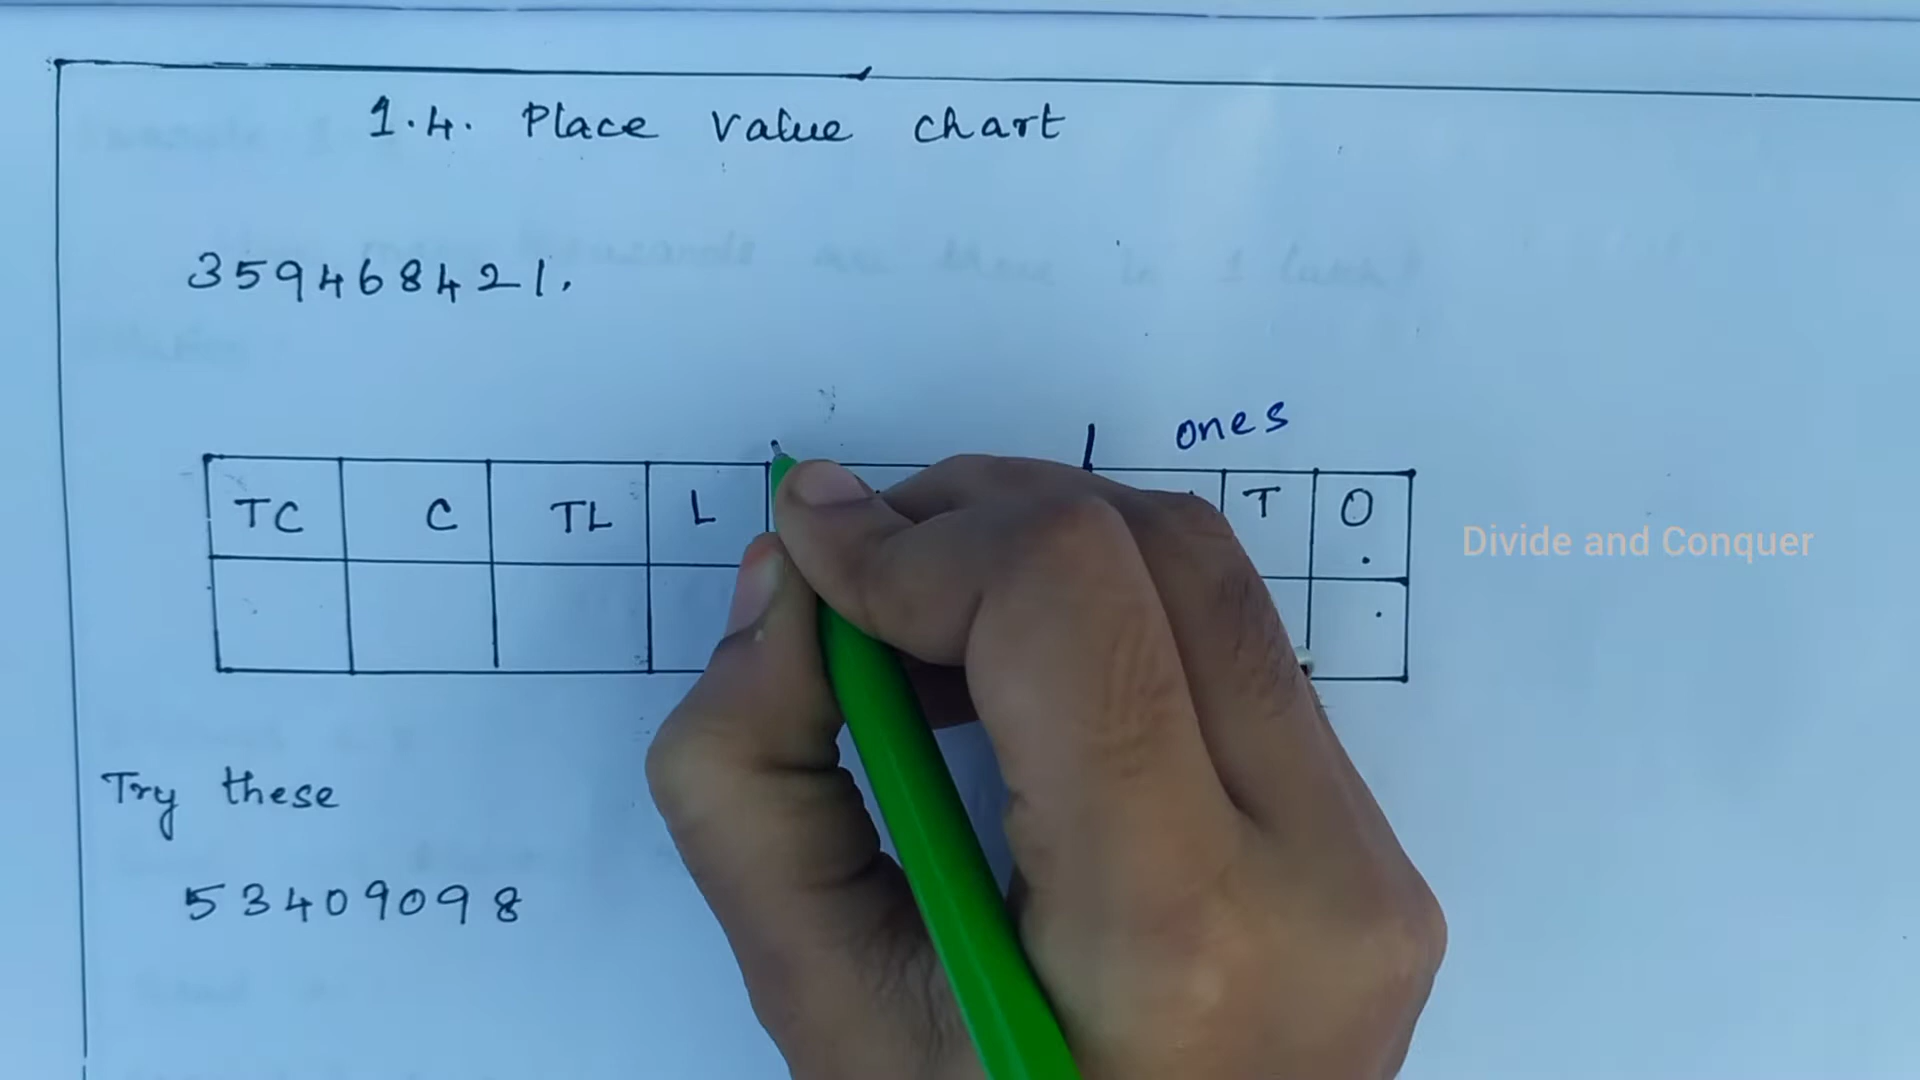 1.4. Place Value chart
359468421.
ones
TC C TL L T O
Divide and Conquer
Try these
53409098